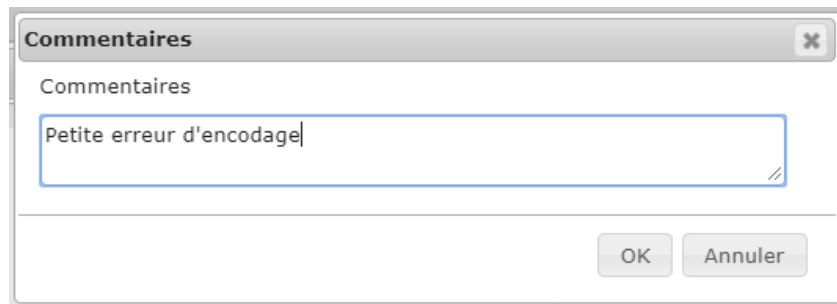 Commentaires
Commentaires
Petite erreur d'encodage
OK Annuler